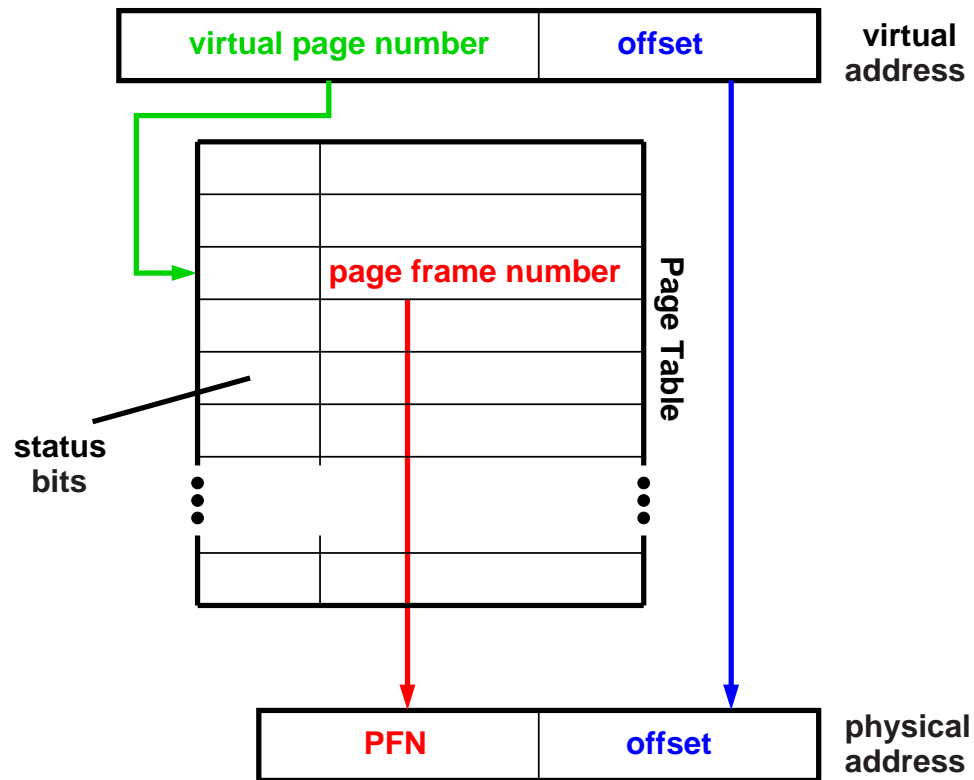 virtual page number
offset
virtual
address
page frame number
Page Table
status
bits
PFN
offset
physical
address